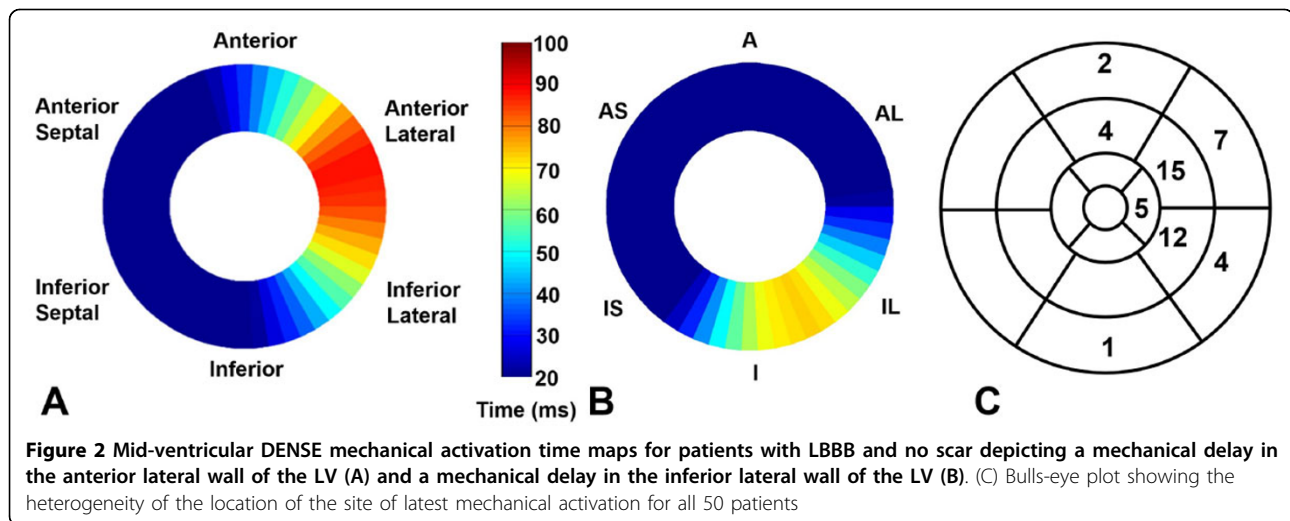 Anterior
Anterior
Septal
Anterior
Lateral
Inferior
Septal
Inferior
Lateral
Inferior
A
100
90
80
70
60
50
40
30
20
Time (ms)
A
AS
AL
IS
IL
I
B
2
4
7
15
5
12
4
1
C
Figure 2 Mid-ventricular DENSE mechanical activation time maps for patients with LBBB and no scar depicting a mechanical delay in
the anterior lateral wall of the LV (A) and a mechanical delay in the inferior lateral wall of the LV (B). (C) Bulls-eye plot showing the
heterogeneity of the location of the site of latest mechanical activation for all 50 patients